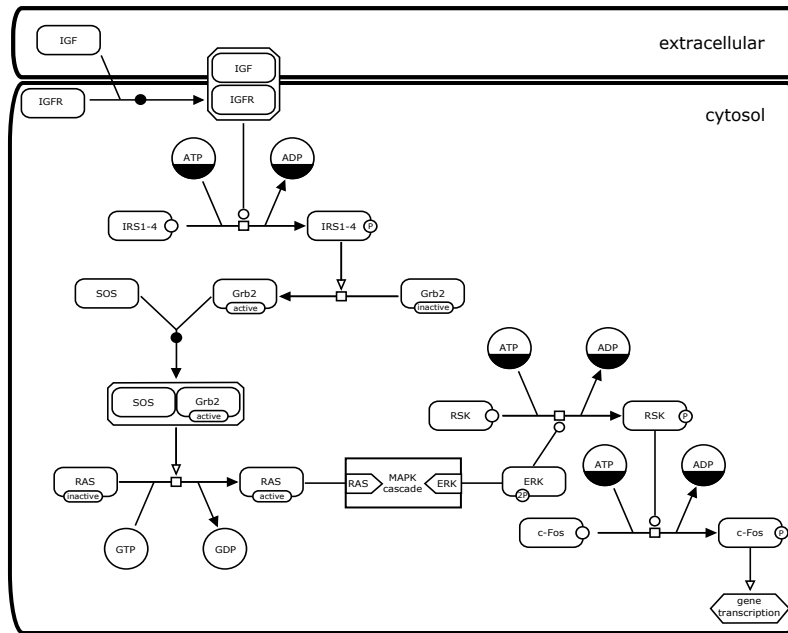 extracellular
IGF
IGF
IGFR
IGFR
cytosol
ATP
ADP
IRS1-4
IRS1-4
P
SOS
Grb2
active
Grb2
inactive
ATP
ADP
SOS
Grb2
active
RSK
RSK
P
RAS
inactive
RAS
active
RAS
MAPK
cascade
ERK
ERK
2P
ATP
ADP
GTP
GDP
c-Fos
c-Fos
P
gene
transcription